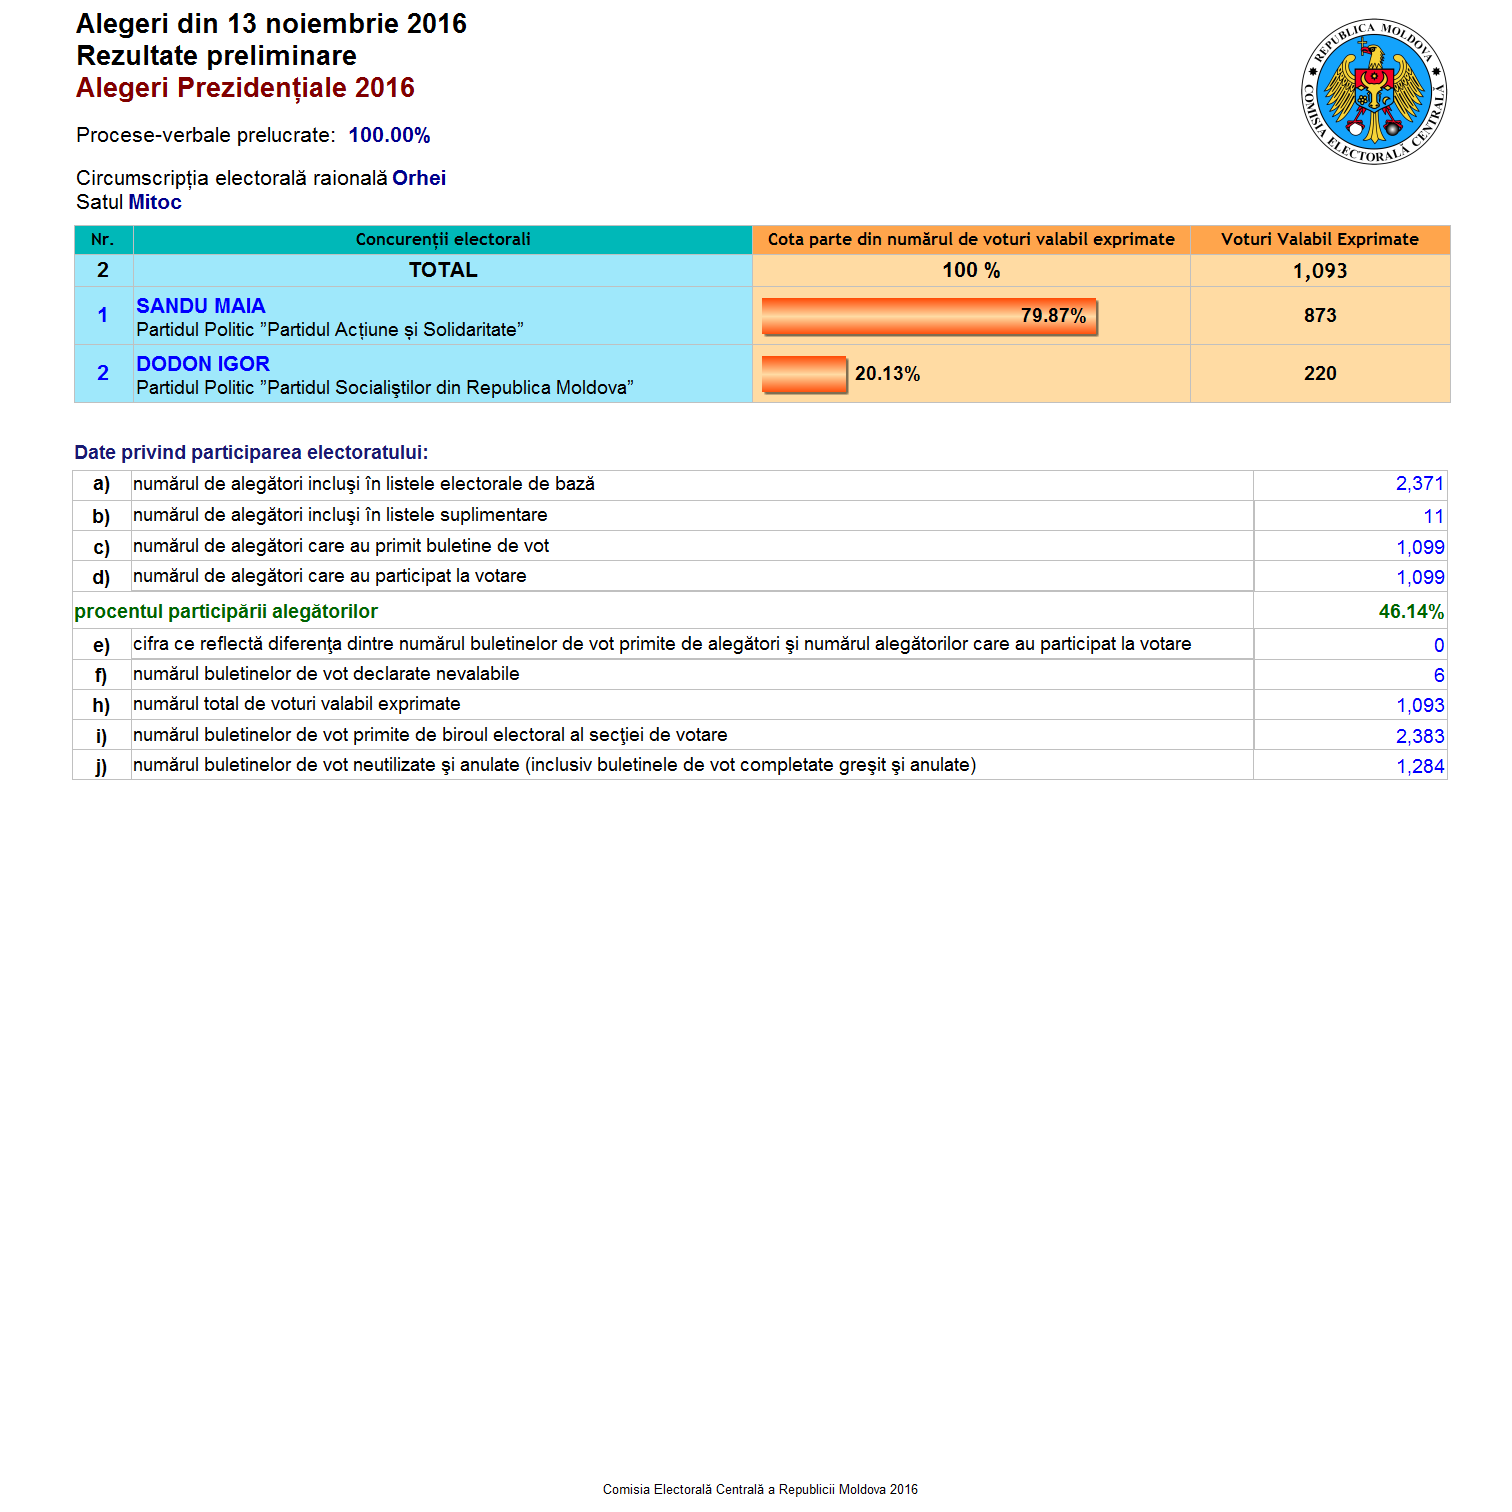 Alegeri din 13 noiembrie 2016
Rezultate preliminare
Alegeri Prezidențiale 2016
Procese-verbale prelucrate: 100.00%
Circumscripția electorală raională Orhei
Satul Mitoc
REPUBLICA MOLDOVA
COMISIA ELECTORALĂ CENTRALĂ
Nr. Concurenții electorali Cota parte din numărul de voturi valabil exprimate Voturi Valabil Exprimate
2 TOTAL 100 % 1,093
1 SANDU MAIA 79.87% 873
Partidul Politic ”Partidul Acțiune și Solidaritate”
2 DODON IGOR 20.13% 220
Partidul Politic ”Partidul Socialiştilor din Republica Moldova”
Date privind participarea electoratului:
a) numărul de alegători incluşi în listele electorale de bază 2,371
b) numărul de alegători incluşi în listele suplimentare 11
c) numărul de alegători care au primit buletine de vot 1,099
d) numărul de alegători care au participat la votare 1,099
procentul participării alegătorilor 46.14%
e) cifra ce reflectă diferenţa dintre numărul buletinelor de vot primite de alegători şi numărul alegătorilor care au participat la votare 0
f) numărul buletinelor de vot declarate nevalabile 6
h) numărul total de voturi valabil exprimate 1,093
i) numărul buletinelor de vot primite de biroul electoral al secţiei de votare 2,383
j) numărul buletinelor de vot neutilizate şi anulate (inclusiv buletinele de vot completate greşit şi anulate) 1,284
Comisia Electorală Centrală a Republicii Moldova 2016